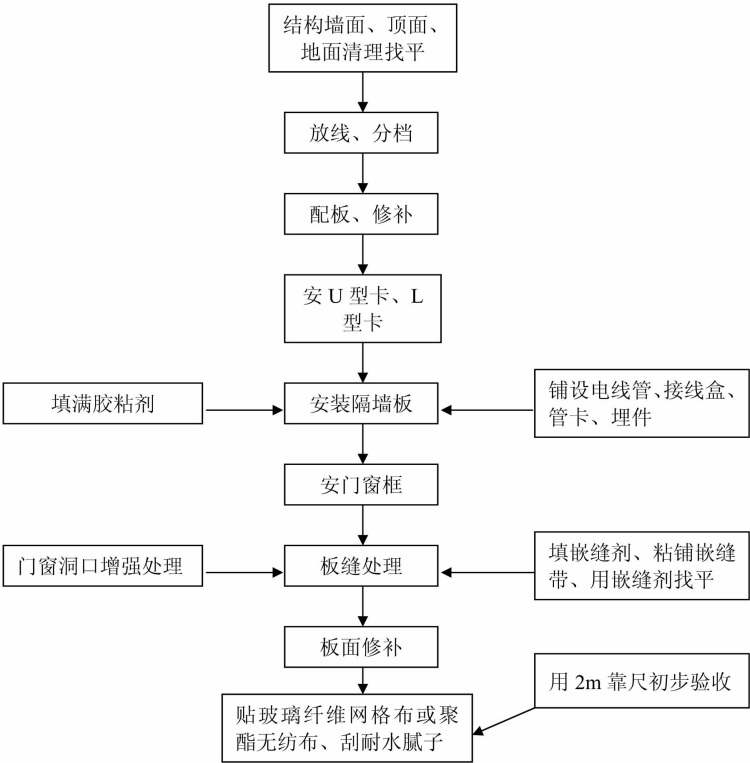 结构墙面、顶面、
地面清理找平
放线、分档
配板、修补
安 U 型卡、L
型卡
填满胶粘剂
安装隔墙板
铺设电线管、接线盒、
管卡、埋件
安门窗框
门窗洞口增强处理
板缝处理
填嵌缝剂、粘铺嵌缝
带、用嵌缝剂找平
板面修补
用 2m 靠尺初步验收
贴玻璃纤维网格布或聚
酯无纺布、刮耐水腻子